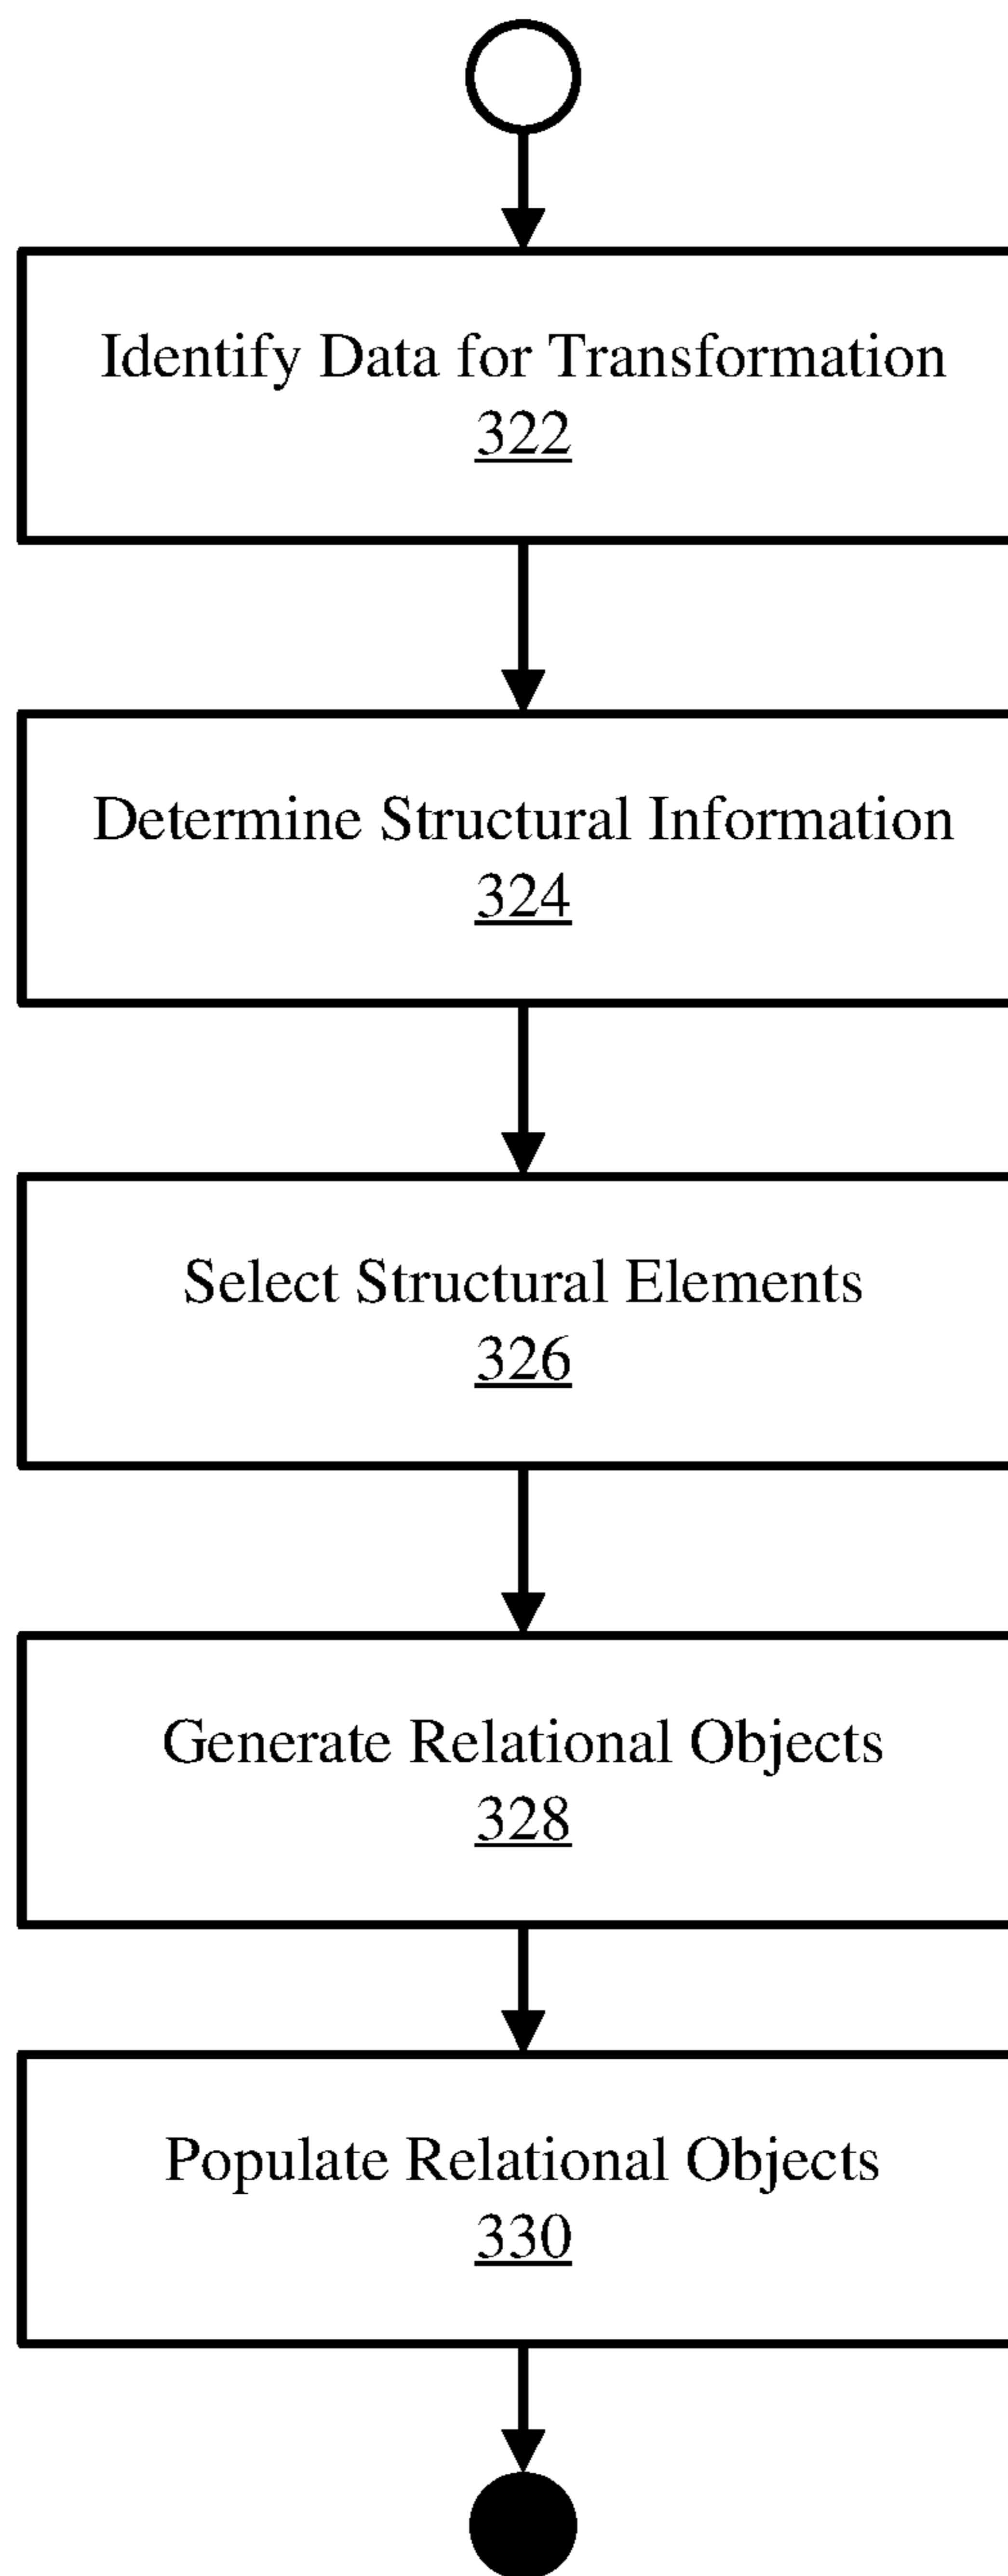 Identify Data for Transformation
322
Determine Structural Information
324
Select Structural Elements
326
Generate Relational Objects
328
Populate Relational Objects
330